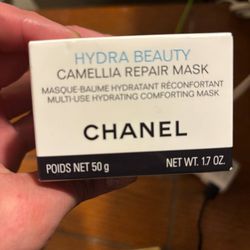 HYDRA BEAUTY
CAMELLIA REPAIR MASK
MASQUE-BAUME HYDRATANT RÉCONFORTANT
MULTI-USE HYDRATING COMFORTING MASK
CHANEL
POIDS NET 50 g NET WT. 1.7 OZ.